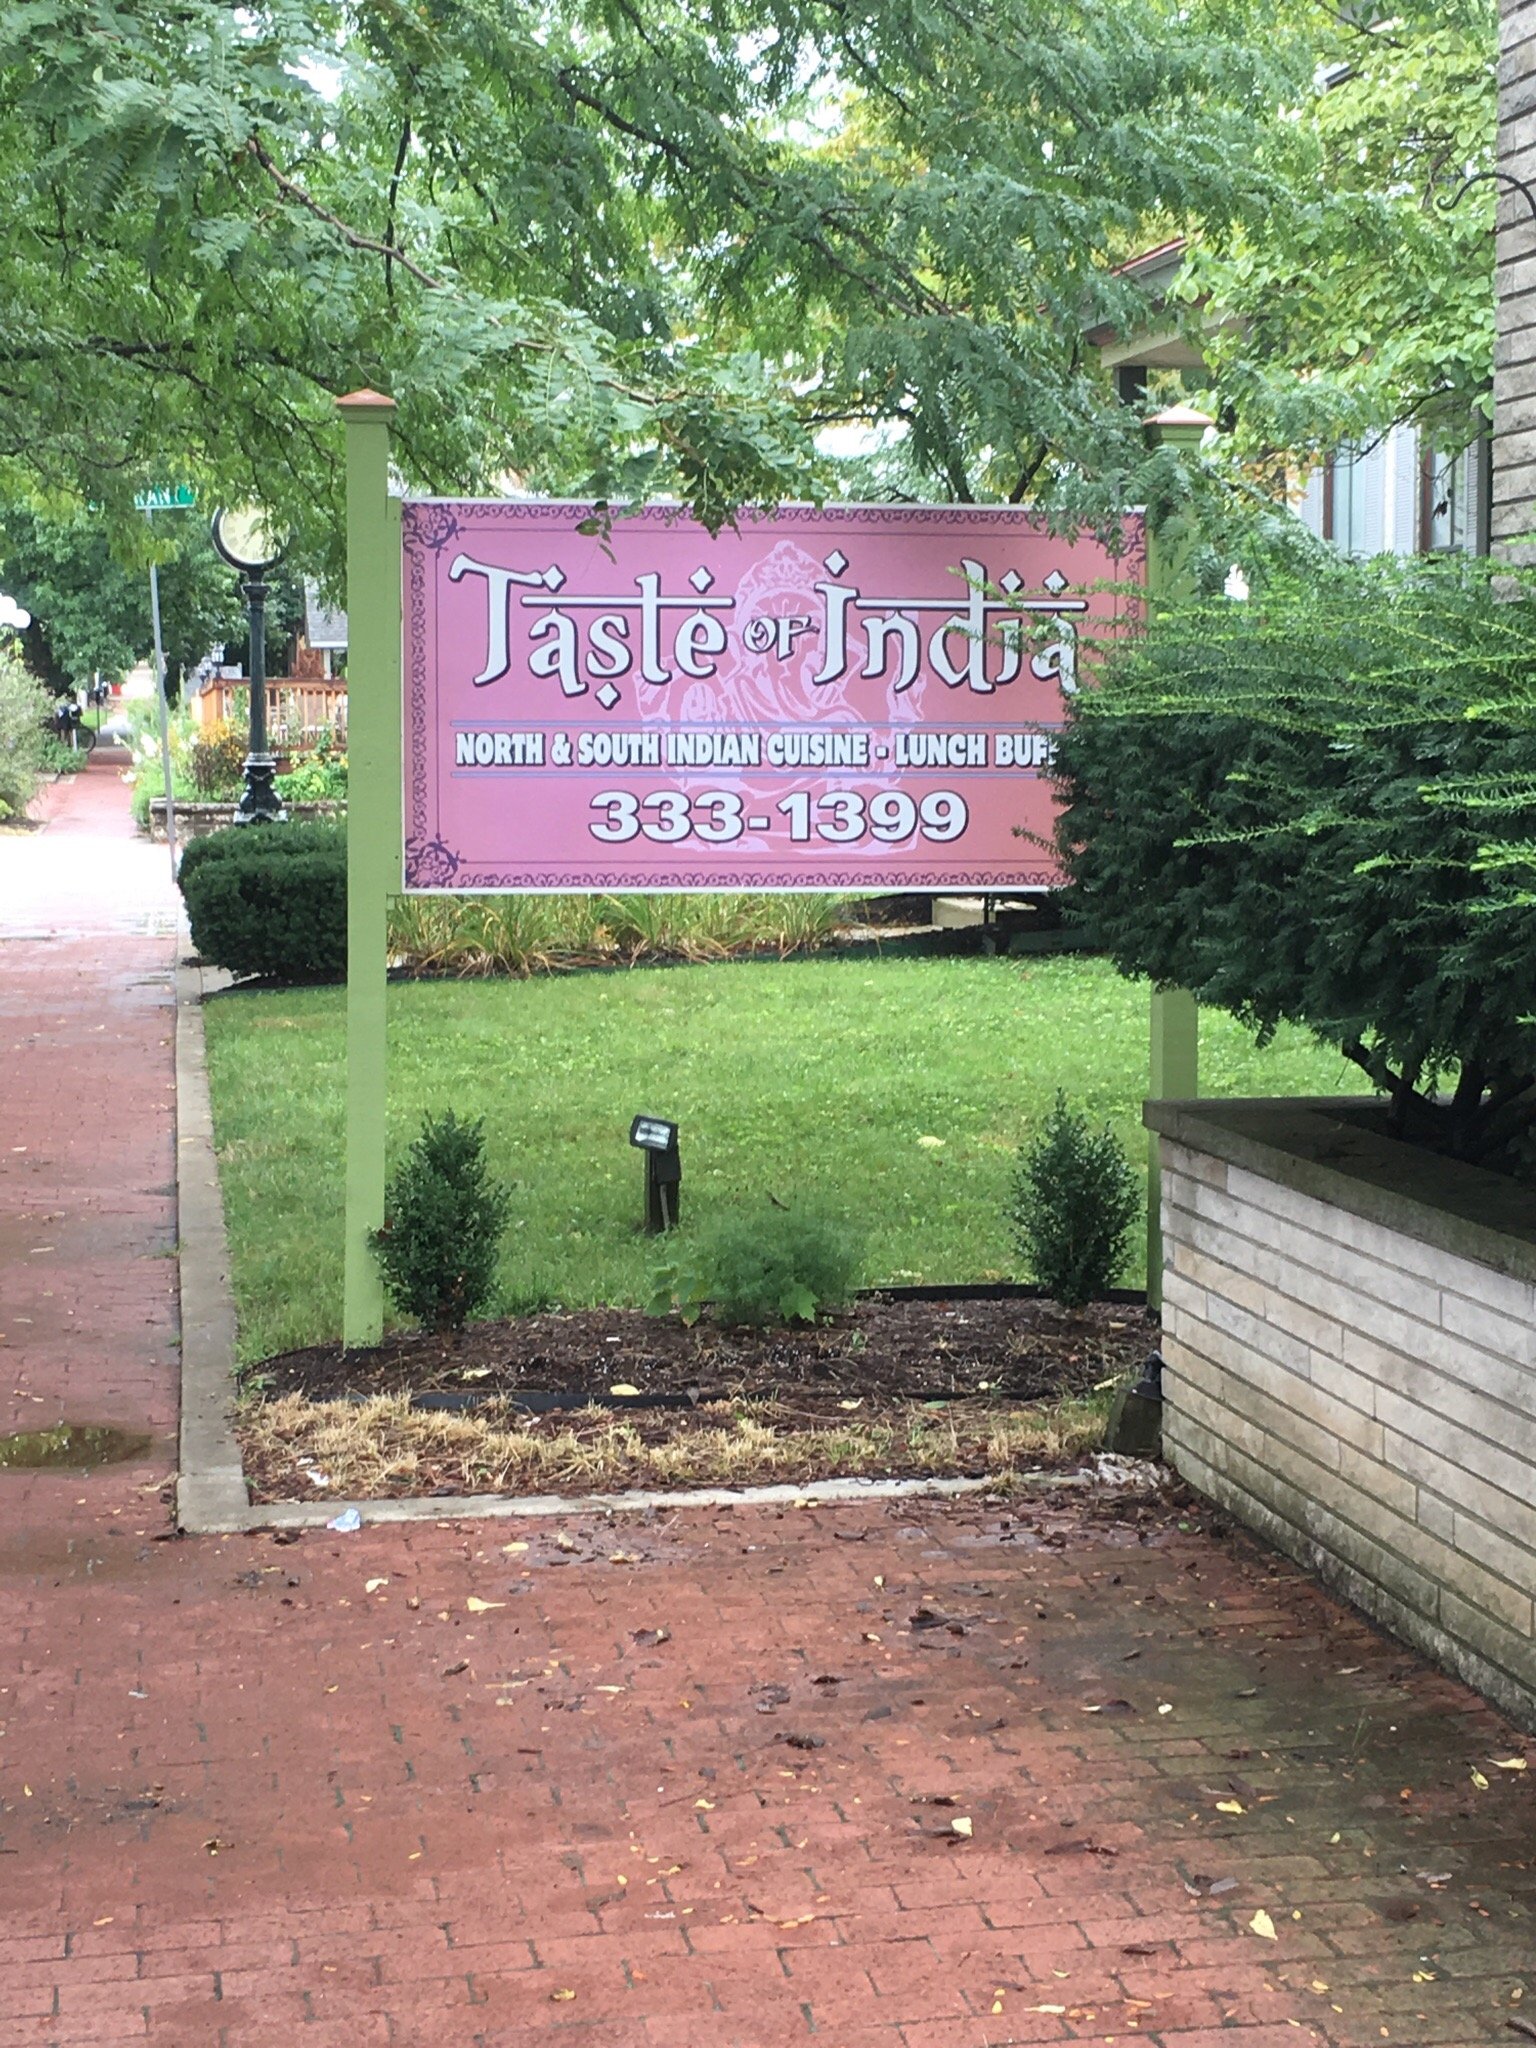 Taste of India
NORTH & SOUTH INDIAN CUISINE - LUNCH BUF
333-1399